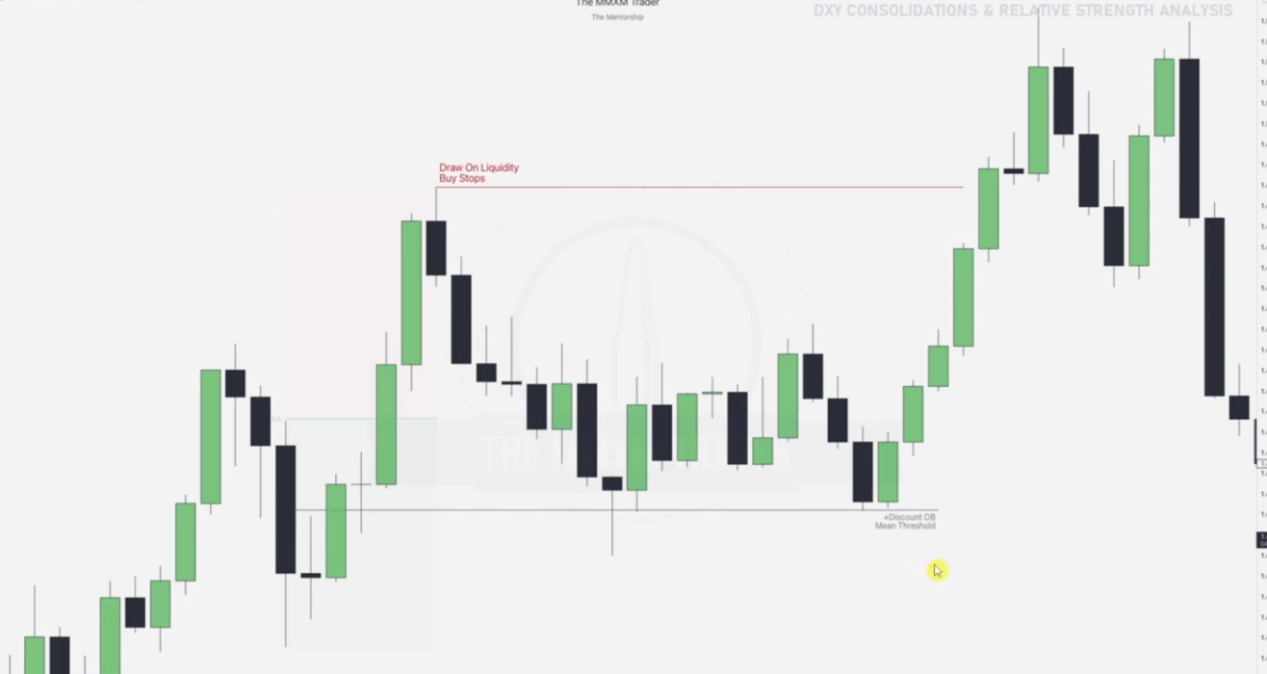 The MMXM Trader
The Mentorship
DXY CONSOLIDATIONS & RELATIVE STRENGTH ANALYSIS
Draw On Liquidity
Buy Stops
+Discount OB
Mean Threshold